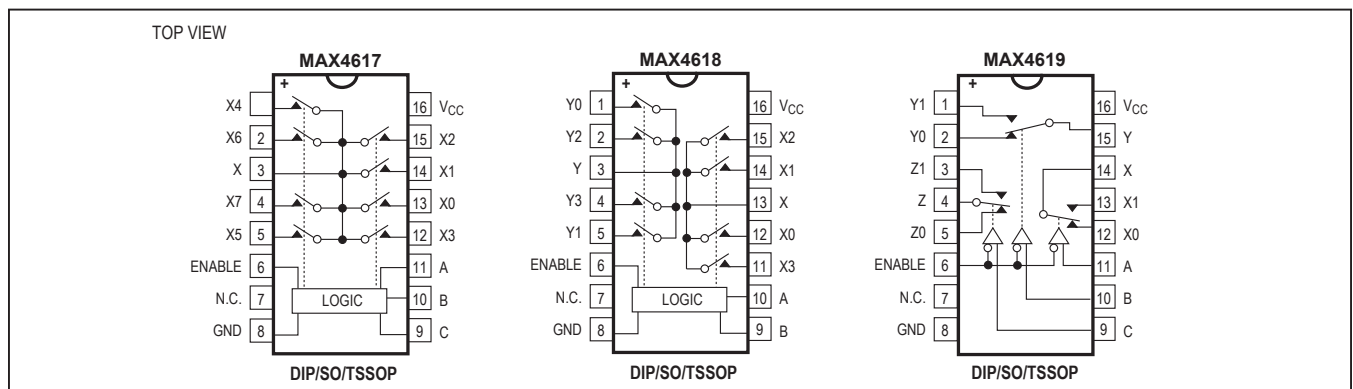 TOP VIEW
MAX4617
+
X4
16 VCC
X6 2
15 X2
X 3
14 X1
X7 4
13 X0
X5 5
12 X3
ENABLE 6
11 A
N.C. 7
LOGIC
10 B
GND 8
9 C
DIP/SO/TSSOP
MAX4618
+
Y0 1
16 VCC
Y2 2
15 X2
Y 3
14 X1
Y3 4
13 X
Y1 5
12 X0
ENABLE 6
11 X3
N.C. 7
LOGIC
10 A
GND 8
9 B
DIP/SO/TSSOP
MAX4619
+
Y1 1
16 VCC
Y0 2
15 Y
Z1 3
14 X
Z 4
13 X1
Z0 5
12 X0
ENABLE 6
11 A
N.C. 7
10 B
GND 8
9 C
DIP/SO/TSSOP